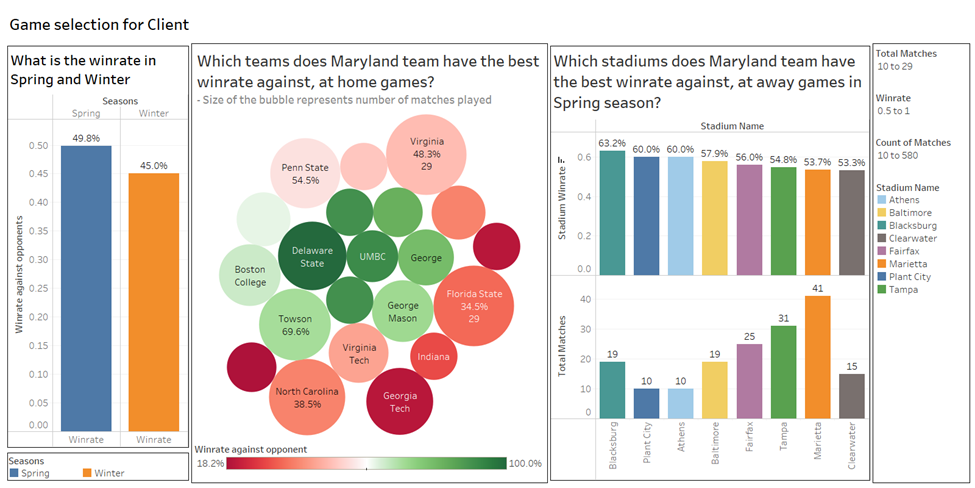 Game selection for Client
What is the winrate in
Spring and Winter
Seasons
Spring
Winter
Winrate against opponents
0.50
0.45
0.40
0.35
0.30
0.25
0.20
0.15
0.10
0.05
0.00
49.8%
45.0%
Winrate
Winrate
Seasons
Spring
Winter
Which teams does Maryland team have the best
winrate against, at home games?
- Size of the bubble represents number of matches played
Virginia
48.3%
29
Penn State
54.5%
Delaware
State
UMBC
George
Boston
College
Florida State
34.5%
29
George
Mason
Towson
69.6%
Virginia
Tech
Indiana
North Carolina
38.5%
Georgia
Tech
Winrate against opponent
18.2%
100.0%
Which stadiums does Maryland team have
the best winrate against, at away games in
Spring season?
Stadium Name
Stadium Winrate
0.6
0.4
0.2
0.0
63.2%
60.0%
60.0%
57.9%
56.0%
54.8%
53.7%
53.3%
Total Matches
40
30
20
10
0
19
10
10
19
25
31
41
15
Blacksburg
Plant City
Athens
Baltimore
Fairfax
Tampa
Marietta
Clearwater
Total Matches
10 to 29
Winrate
0.5 to 1
Count of Matches
10 to 580
Stadium Name
Athens
Baltimore
Blacksburg
Clearwater
Fairfax
Marietta
Plant City
Tampa